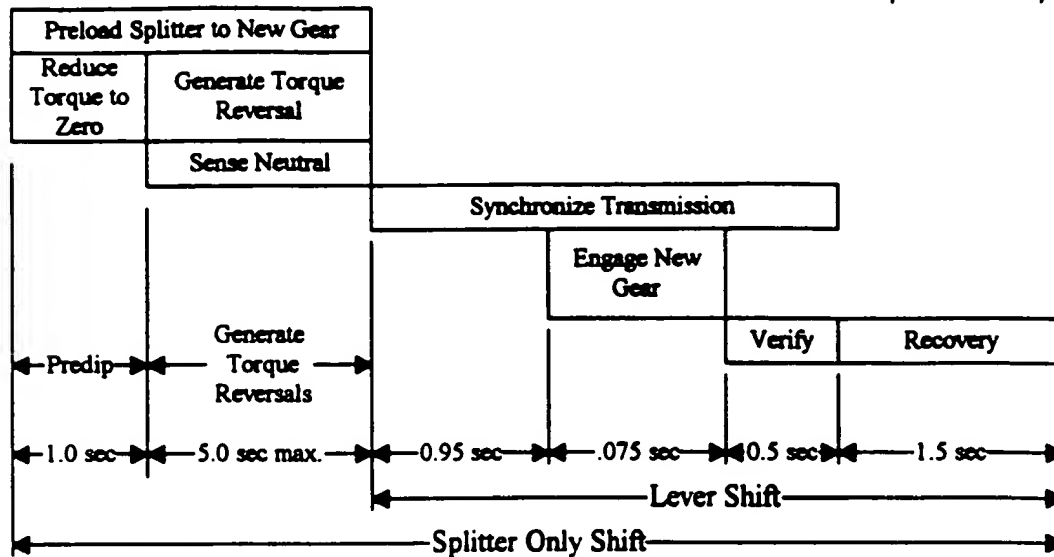 Preload Splitter to New Gear
Reduce
Torque to
Zero
Generate Torque
Reversal
Sense Neutral
Synchronize Transmission
Engage New
Gear
Verify
Recovery
Predip
Generate
Torque
Reversals
1.0 sec
5.0 sec max.
0.95 sec
.075 sec
0.5 sec
1.5 sec
Lever Shift
Splitter Only Shift